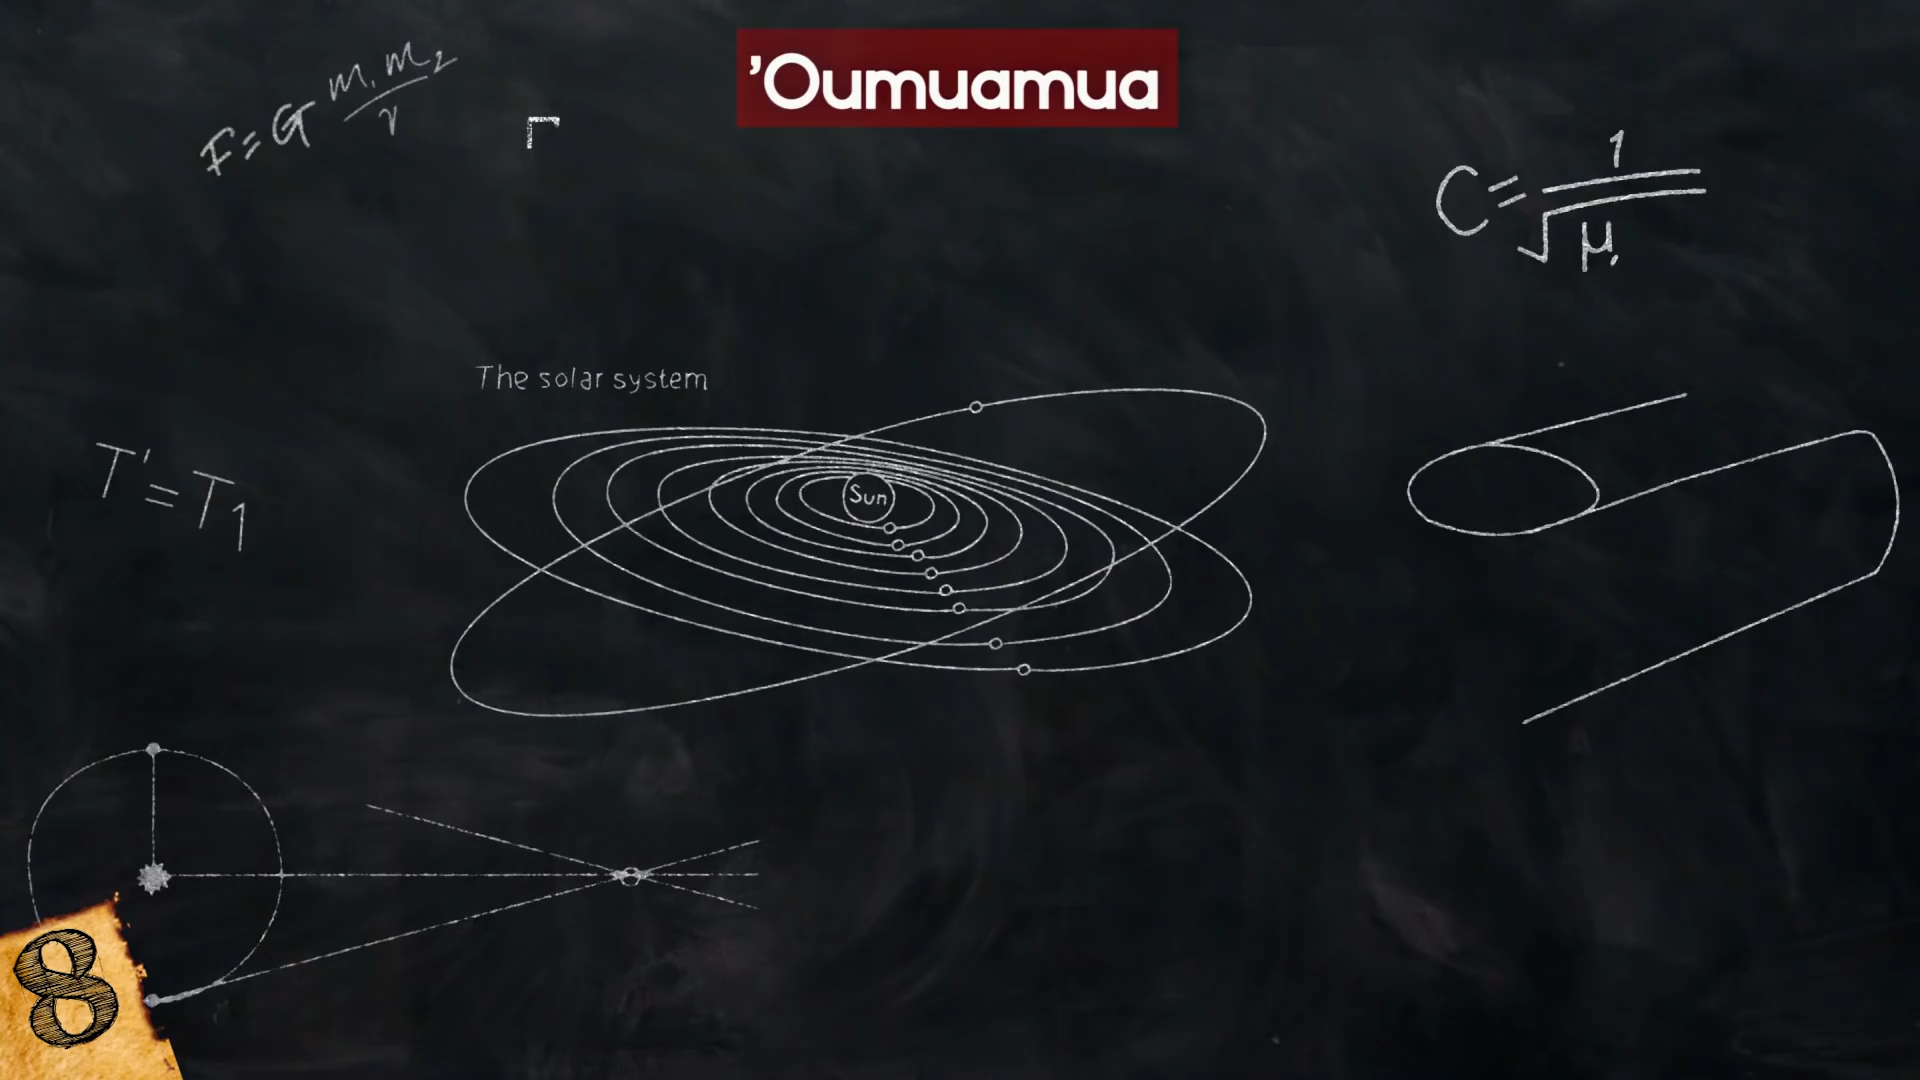 ’Oumuamua
F=G m1m2
r
C= 1
√μ.
The solar system
Sun
T'=T1
8